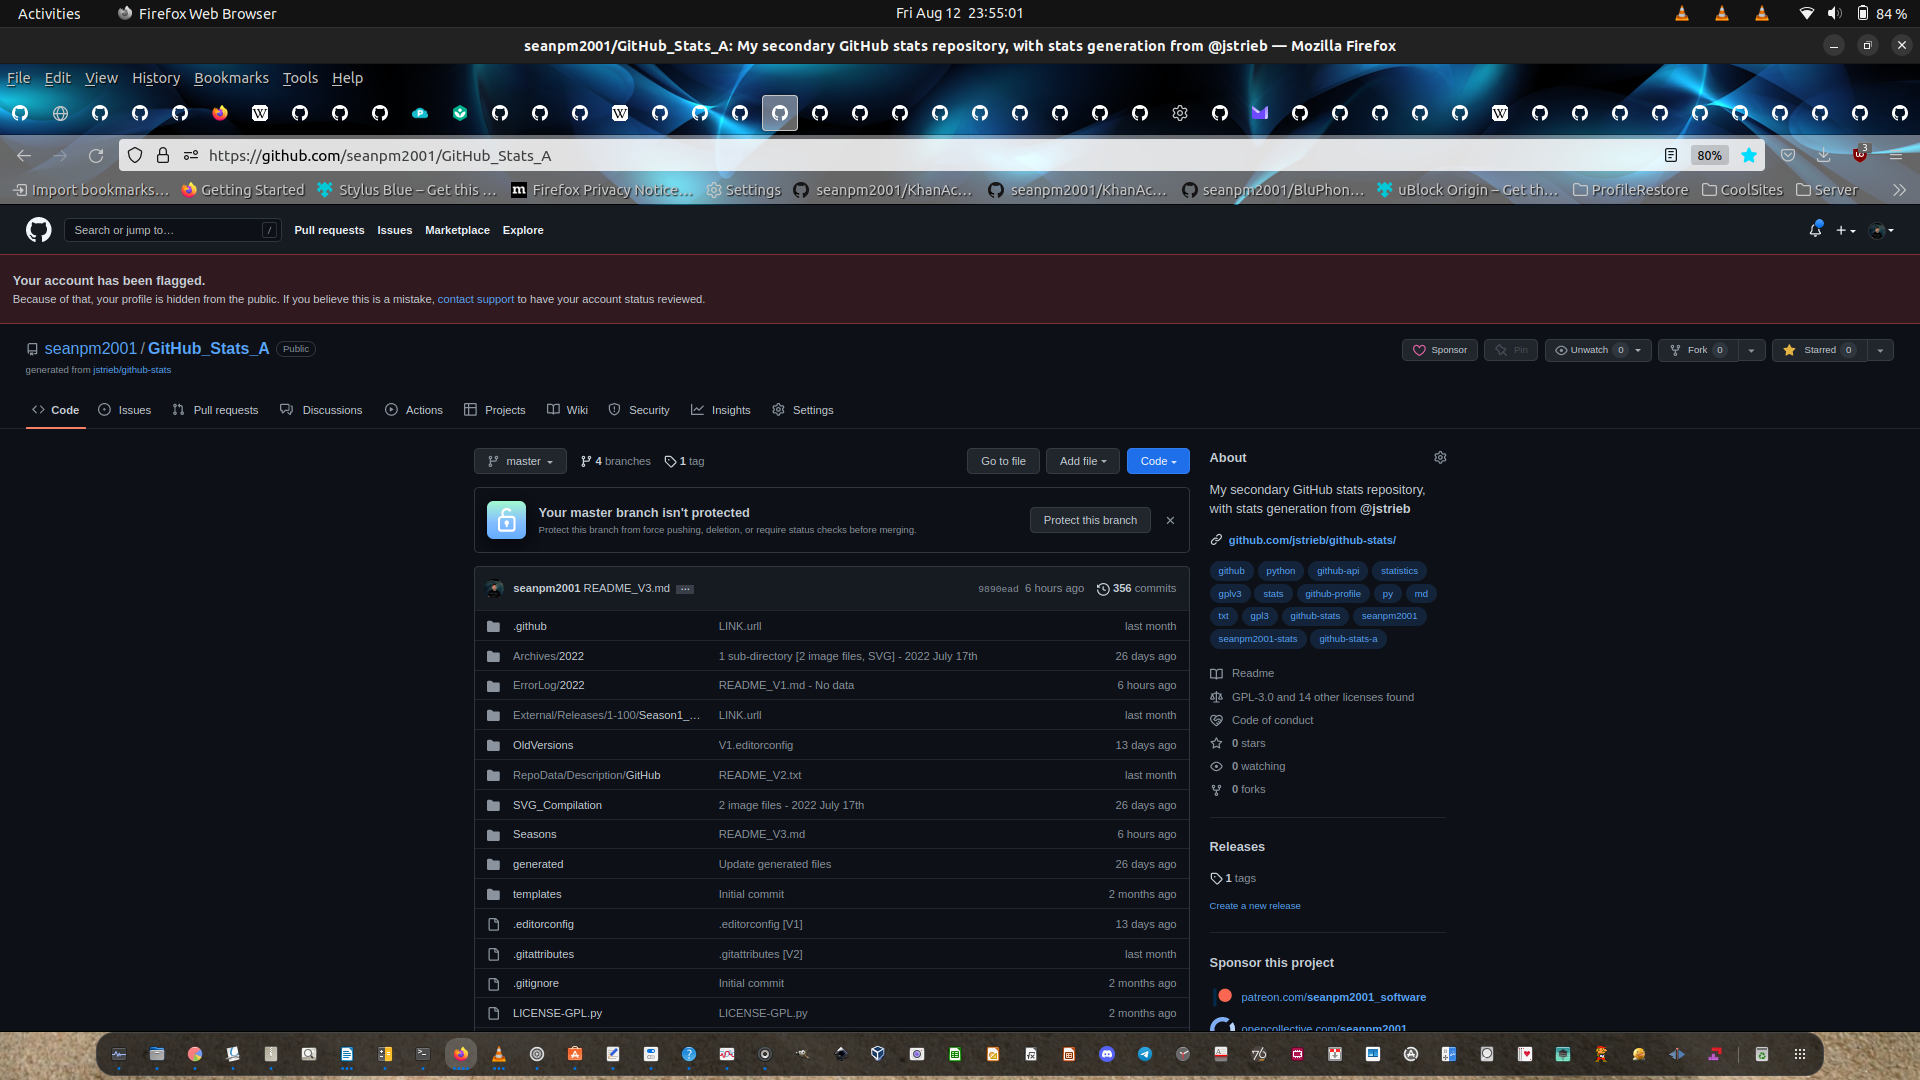 Activities
Firefox Web Browser
Fri Aug 12 23:55:01
84 %
seanpm2001/GitHub_Stats_A: My secondary GitHub stats repository, with stats generation from @jstrieb — Mozilla Firefox
File Edit View History Bookmarks Tools Help
https://github.com/seanpm2001/GitHub_Stats_A
80%
3
Import bookmarks…
Getting Started
Stylus Blue – Get this …
Firefox Privacy Notice…
Settings
seanpm2001/KhanAc…
seanpm2001/KhanAc…
seanpm2001/BluPhon…
uBlock Origin – Get th…
ProfileRestore
CoolSites
Server
Search or jump to…
/
Pull requests
Issues
Marketplace
Explore
Your account has been flagged.
Because of that, your profile is hidden from the public. If you believe this is a mistake, contact support to have your account status reviewed.
seanpm2001 / GitHub_Stats_A Public
generated from jstrieb/github-stats
Sponsor
Pin
Unwatch 0
Fork 0
Starred 0
Code
Issues
Pull requests
Discussions
Actions
Projects
Wiki
Security
Insights
Settings
master
4 branches
1 tag
Go to file
Add file
Code
Your master branch isn't protected
Protect this branch from force pushing, deletion, or require status checks before merging.
Protect this branch
seanpm2001 README_V3.md …
9890ead 6 hours ago
356 commits
.github LINK.urll last month
Archives/2022 1 sub-directory [2 image files, SVG] - 2022 July 17th 26 days ago
ErrorLog/2022 README_V1.md - No data 6 hours ago
External/Releases/1-100/Season1_… LINK.urll last month
OldVersions V1.editorconfig 13 days ago
RepoData/Description/GitHub README_V2.txt last month
SVG_Compilation 2 image files - 2022 July 17th 26 days ago
Seasons README_V3.md 6 hours ago
generated Update generated files 26 days ago
templates Initial commit 2 months ago
.editorconfig .editorconfig [V1] 13 days ago
.gitattributes .gitattributes [V2] last month
.gitignore Initial commit 2 months ago
LICENSE-GPL.py LICENSE-GPL.py 2 months ago
About
My secondary GitHub stats repository,
with stats generation from @jstrieb
github.com/jstrieb/github-stats/
github python github-api statistics
gplv3 stats github-profile py md
txt gpl3 github-stats seanpm2001
seanpm2001-stats github-stats-a
Readme
GPL-3.0 and 14 other licenses found
Code of conduct
0 stars
0 watching
0 forks
Releases
1 tags
Create a new release
Sponsor this project
patreon.com/seanpm2001_software
opencollective.com/seanpm2001